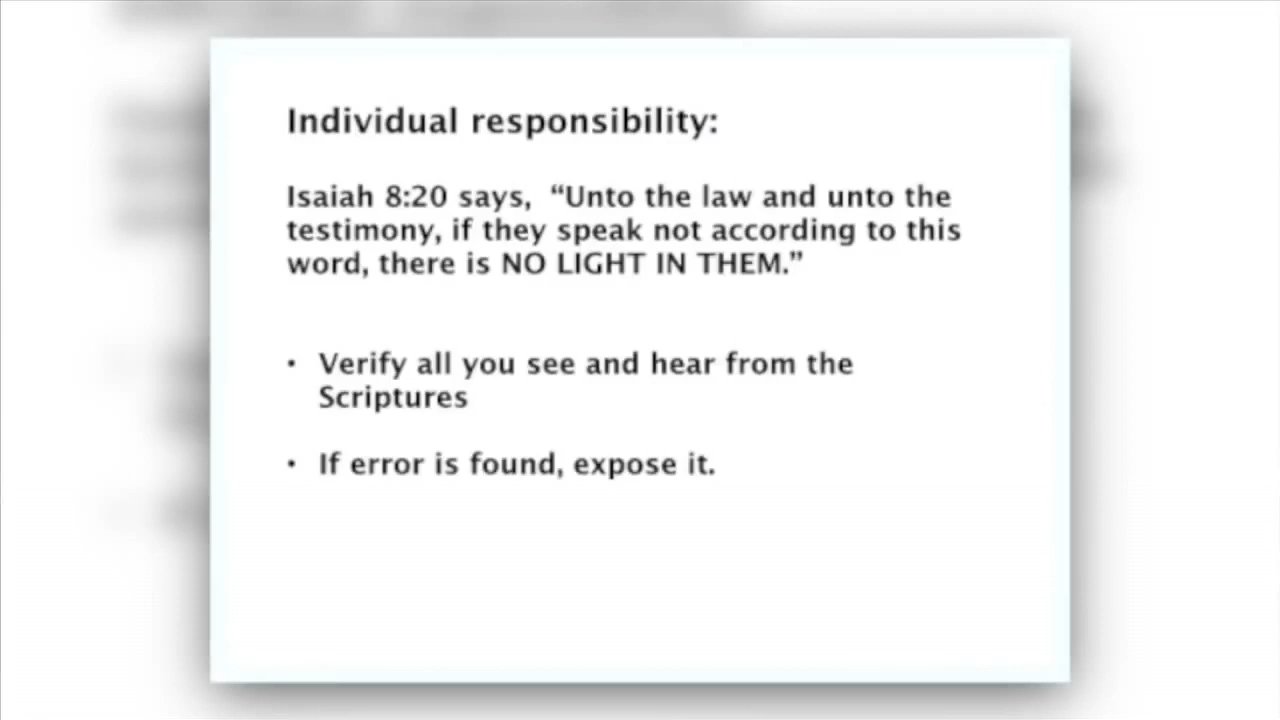 Individual responsibility:
Isaiah 8:20 says, “Unto the law and unto the
testimony, if they speak not according to this
word, there is NO LIGHT IN THEM.”
• Verify all you see and hear from the
Scriptures
• If error is found, expose it.